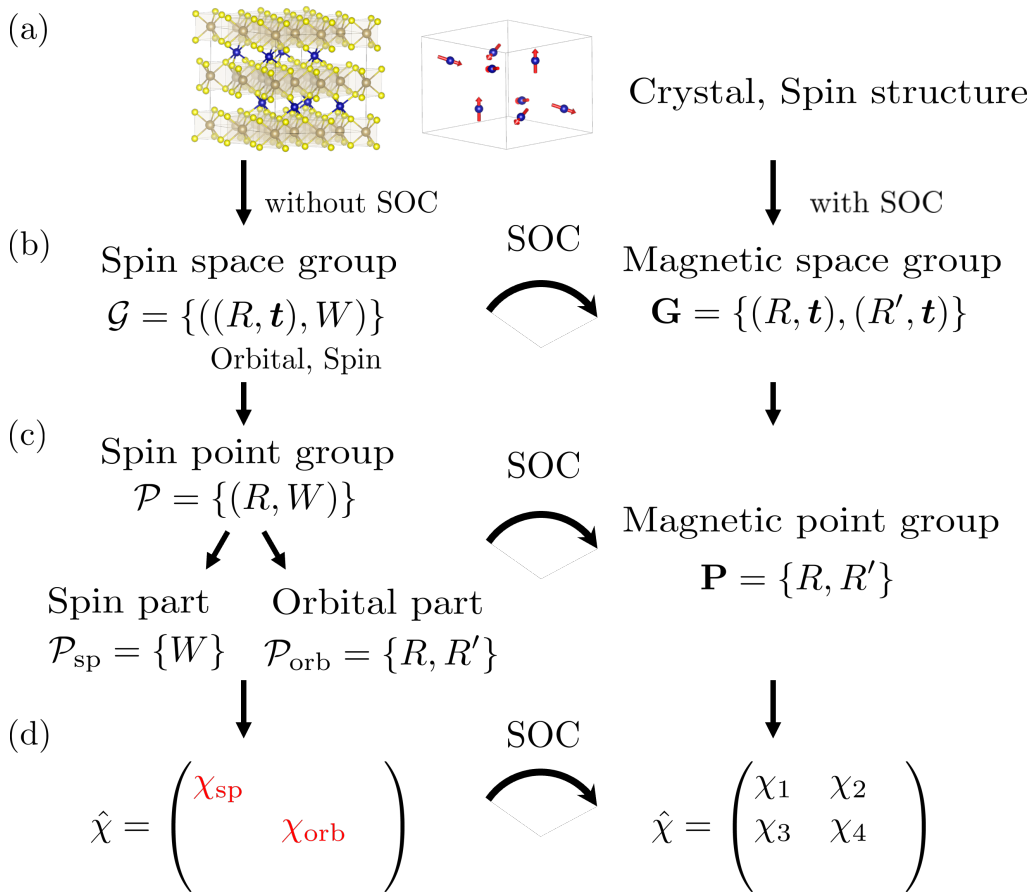 (a)
Crystal, Spin structure
without SOC
with SOC
(b)
Spin space group
SOC
Magnetic space group
𝒢 = {((R, t), W)}
G = {(R, t), (R′, t)}
Orbital, Spin
(c)
Spin point group
SOC
𝒫 = {(R, W)}
Magnetic point group
P = {R, R′}
Spin part
Orbital part
𝒫sp = {W}
𝒫orb = {R, R′}
(d)
SOC
χ̂ = ( χsp
χorb )
χ̂ = ( χ1 χ2
χ3 χ4 )